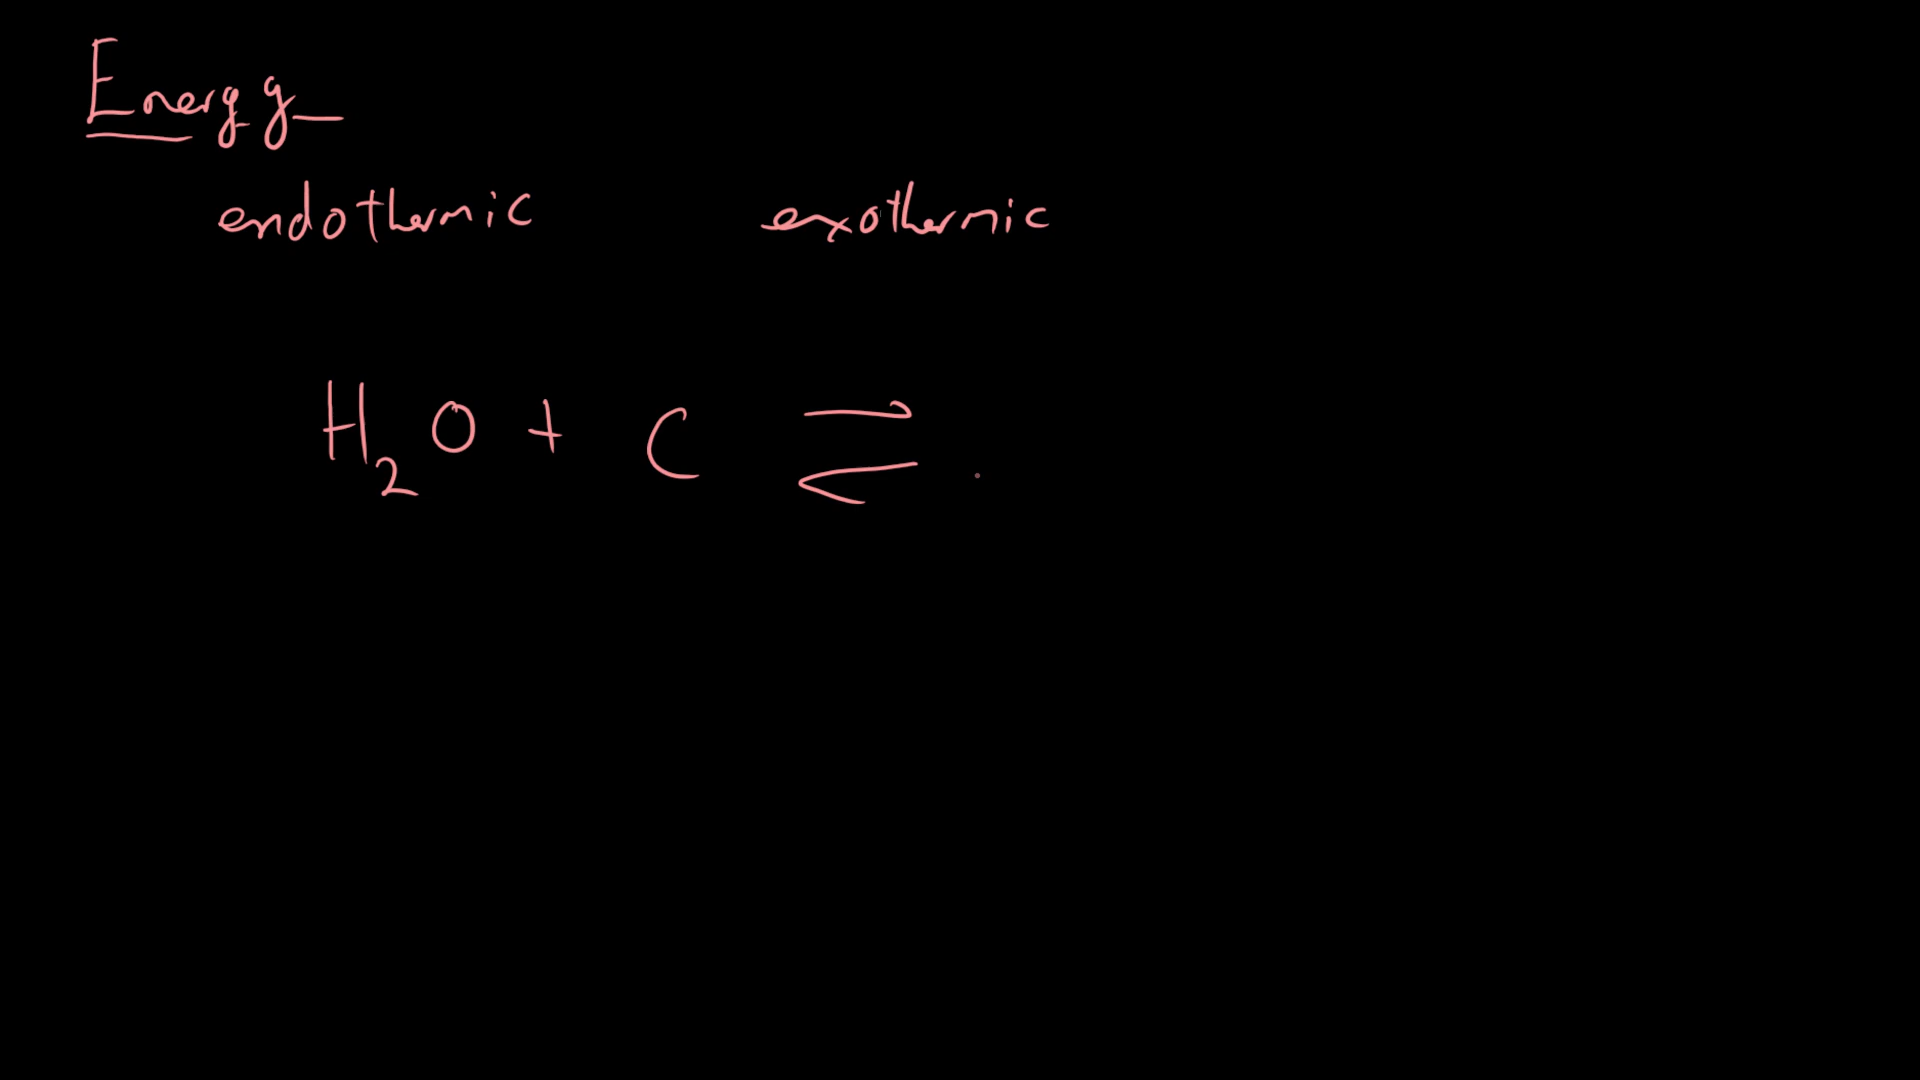 Energy
endothermic exothermic
H₂O + C ⇌